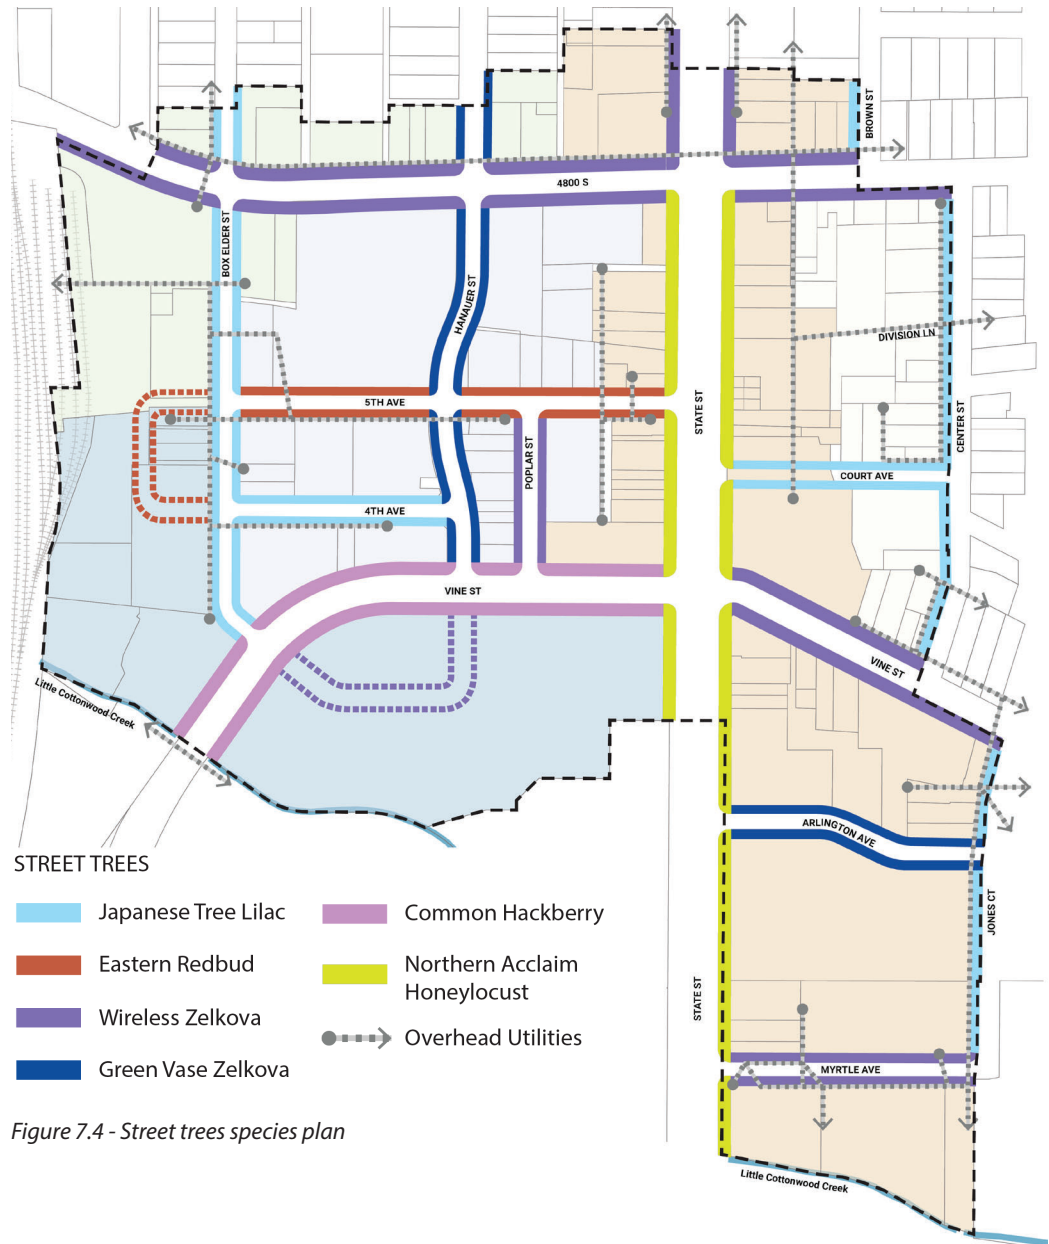 BROWN ST
4800 S
BOX ELDER ST
HANAUER ST
DIVISION LN
5TH AVE
STATE ST
CENTER ST
POPLAR ST
COURT AVE
4TH AVE
VINE ST
VINE ST
Little Cottonwood Creek
ARLINGTON AVE
STREET TREES
Japanese Tree Lilac
Eastern Redbud
Wireless Zelkova
Green Vase Zelkova
Common Hackberry
Northern Acclaim
Honeylocust
Overhead Utilities
JONES CT
STATE ST
MYRTLE AVE
Figure 7.4 - Street trees species plan
Little Cottonwood Creek